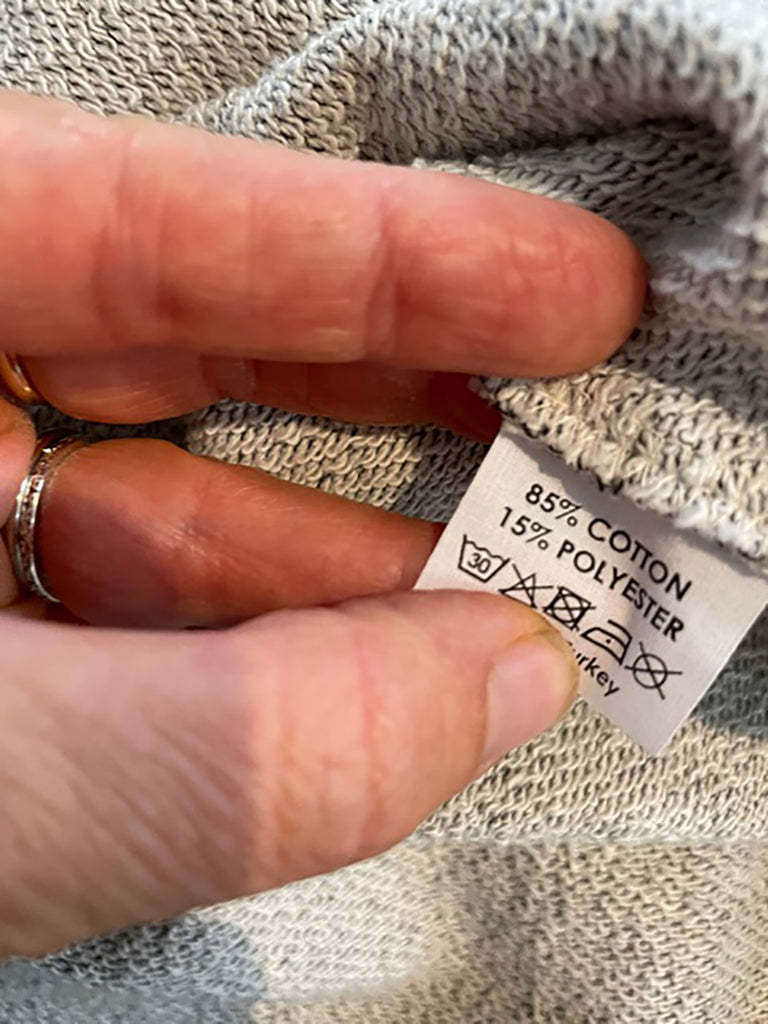 85% COTTON
15% POLYESTER
30